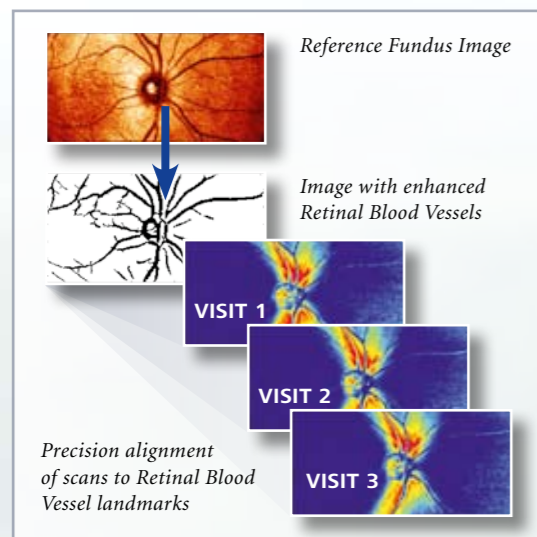 Reference Fundus Image
Image with enhanced
Retinal Blood Vessels
VISIT 1
VISIT 2
VISIT 3
Precision alignment
of scans to Retinal Blood
Vessel landmarks